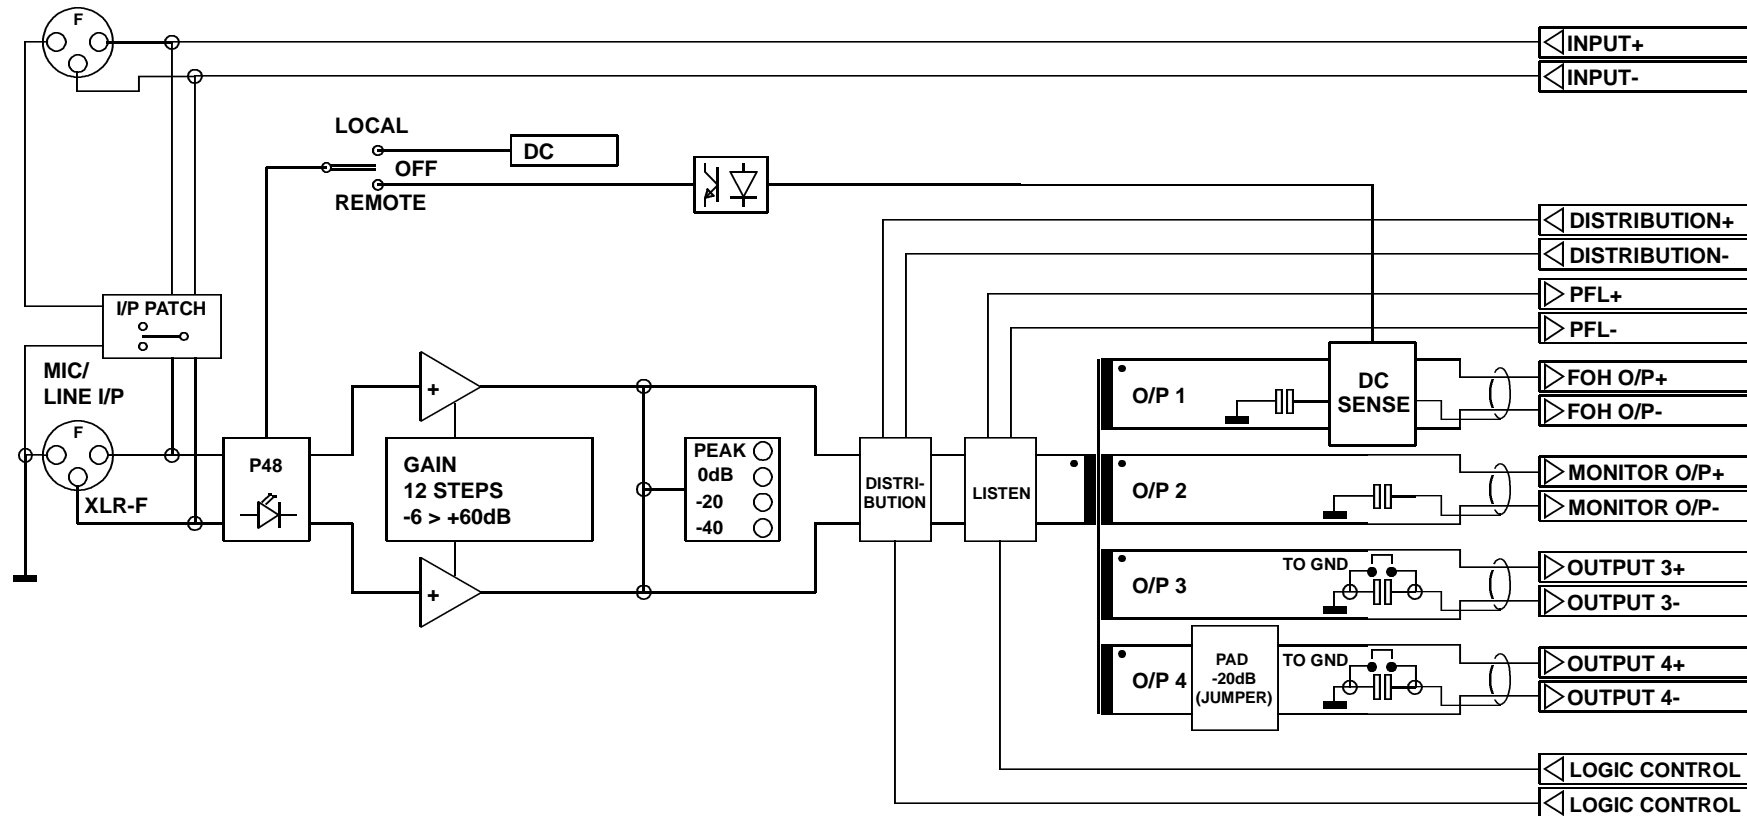 F
INPUT+
INPUT-
LOCAL
DC
OFF
REMOTE
DISTRIBUTION+
DISTRIBUTION-
PFL+
PFL-
I/P PATCH
MIC/
LINE I/P
F
XLR-F
P48
+
GAIN
12 STEPS
-6 > +60dB
+
PEAK
0dB
-20
-40
DISTRI-
BUTION
LISTEN
O/P 1
DC
SENSE
FOH O/P+
FOH O/P-
O/P 2
MONITOR O/P+
MONITOR O/P-
O/P 3
TO GND
OUTPUT 3+
OUTPUT 3-
O/P 4
PAD
-20dB
(JUMPER)
TO GND
OUTPUT 4+
OUTPUT 4-
LOGIC CONTROL
LOGIC CONTROL